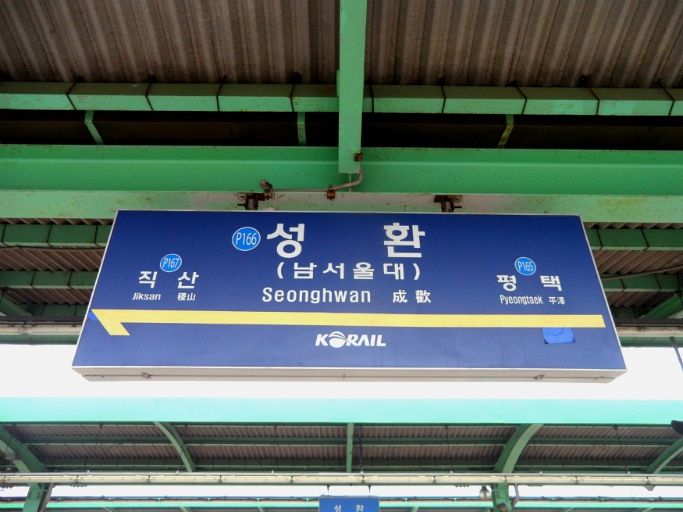 P166 성환
(남서울대)
Seonghwan 成歡
P167
직산
Jiksan 稷山
P165
평택
Pyeongtaek 平澤
KORAIL
성환